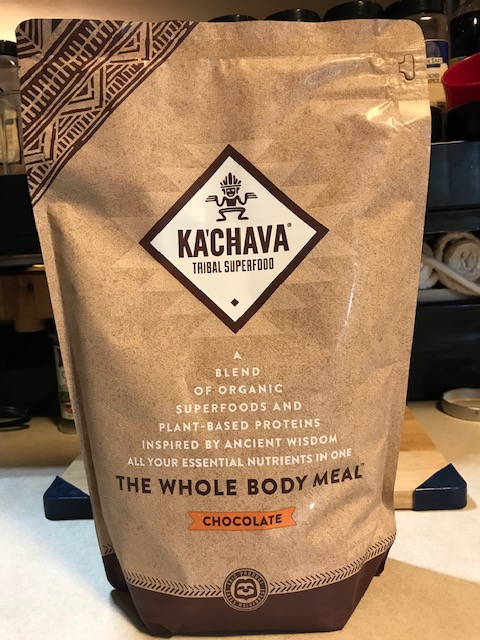 KA'CHAVA®
TRIBAL SUPERFOOD
A
BLEND
OF ORGANIC
SUPERFOODS AND
PLANT-BASED PROTEINS
INSPIRED BY ANCIENT WISDOM
ALL YOUR ESSENTIAL NUTRIENTS IN ONE
THE WHOLE BODY MEAL™
CHOCOLATE